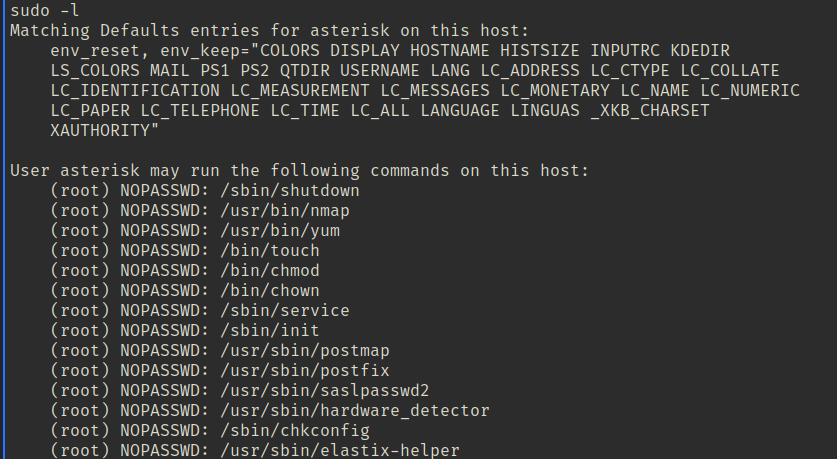 sudo -l
Matching Defaults entries for asterisk on this host:
env_reset, env_keep="COLORS DISPLAY HOSTNAME HISTSIZE INPUTRC KDEDIR
LS_COLORS MAIL PS1 PS2 QTDIR USERNAME LANG LC_ADDRESS LC_CTYPE LC_COLLATE
LC_IDENTIFICATION LC_MEASUREMENT LC_MESSAGES LC_MONETARY LC_NAME LC_NUMERIC
LC_PAPER LC_TELEPHONE LC_TIME LC_ALL LANGUAGE LINGUAS _XKB_CHARSET
XAUTHORITY"
User asterisk may run the following commands on this host:
(root) NOPASSWD: /sbin/shutdown
(root) NOPASSWD: /usr/bin/nmap
(root) NOPASSWD: /usr/bin/yum
(root) NOPASSWD: /bin/touch
(root) NOPASSWD: /bin/chmod
(root) NOPASSWD: /bin/chown
(root) NOPASSWD: /sbin/service
(root) NOPASSWD: /sbin/init
(root) NOPASSWD: /usr/sbin/postmap
(root) NOPASSWD: /usr/sbin/postfix
(root) NOPASSWD: /usr/sbin/saslpasswd2
(root) NOPASSWD: /usr/sbin/hardware_detector
(root) NOPASSWD: /sbin/chkconfig
(root) NOPASSWD: /usr/sbin/elastix-helper